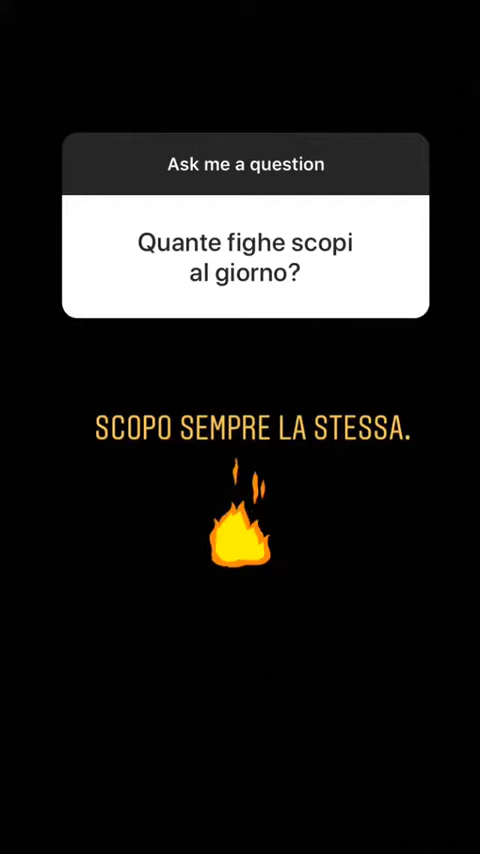 Ask me a question
Quante fighe scopi
al giorno?
SCOPO SEMPRE LA STESSA.